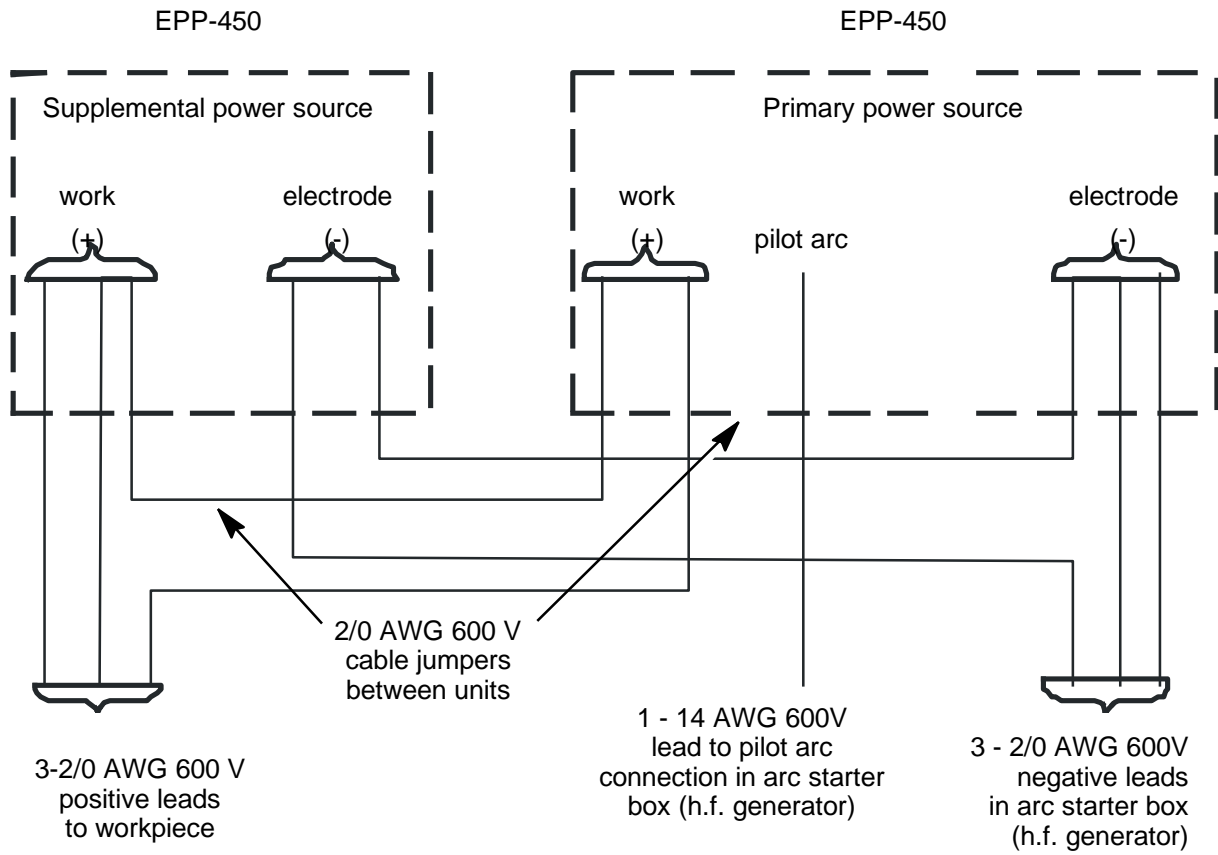 EPP-450
EPP-450
Supplemental power source
Primary power source
work
electrode
work
electrode
(+)
(-)
(+)
pilot arc
(-)
2/0 AWG 600 V
cable jumpers
between units
3-2/0 AWG 600 V
positive leads
to workpiece
1 - 14 AWG 600V
lead to pilot arc
connection in arc starter
box (h.f. generator)
3 - 2/0 AWG 600V
negative leads
in arc starter box
(h.f. generator)